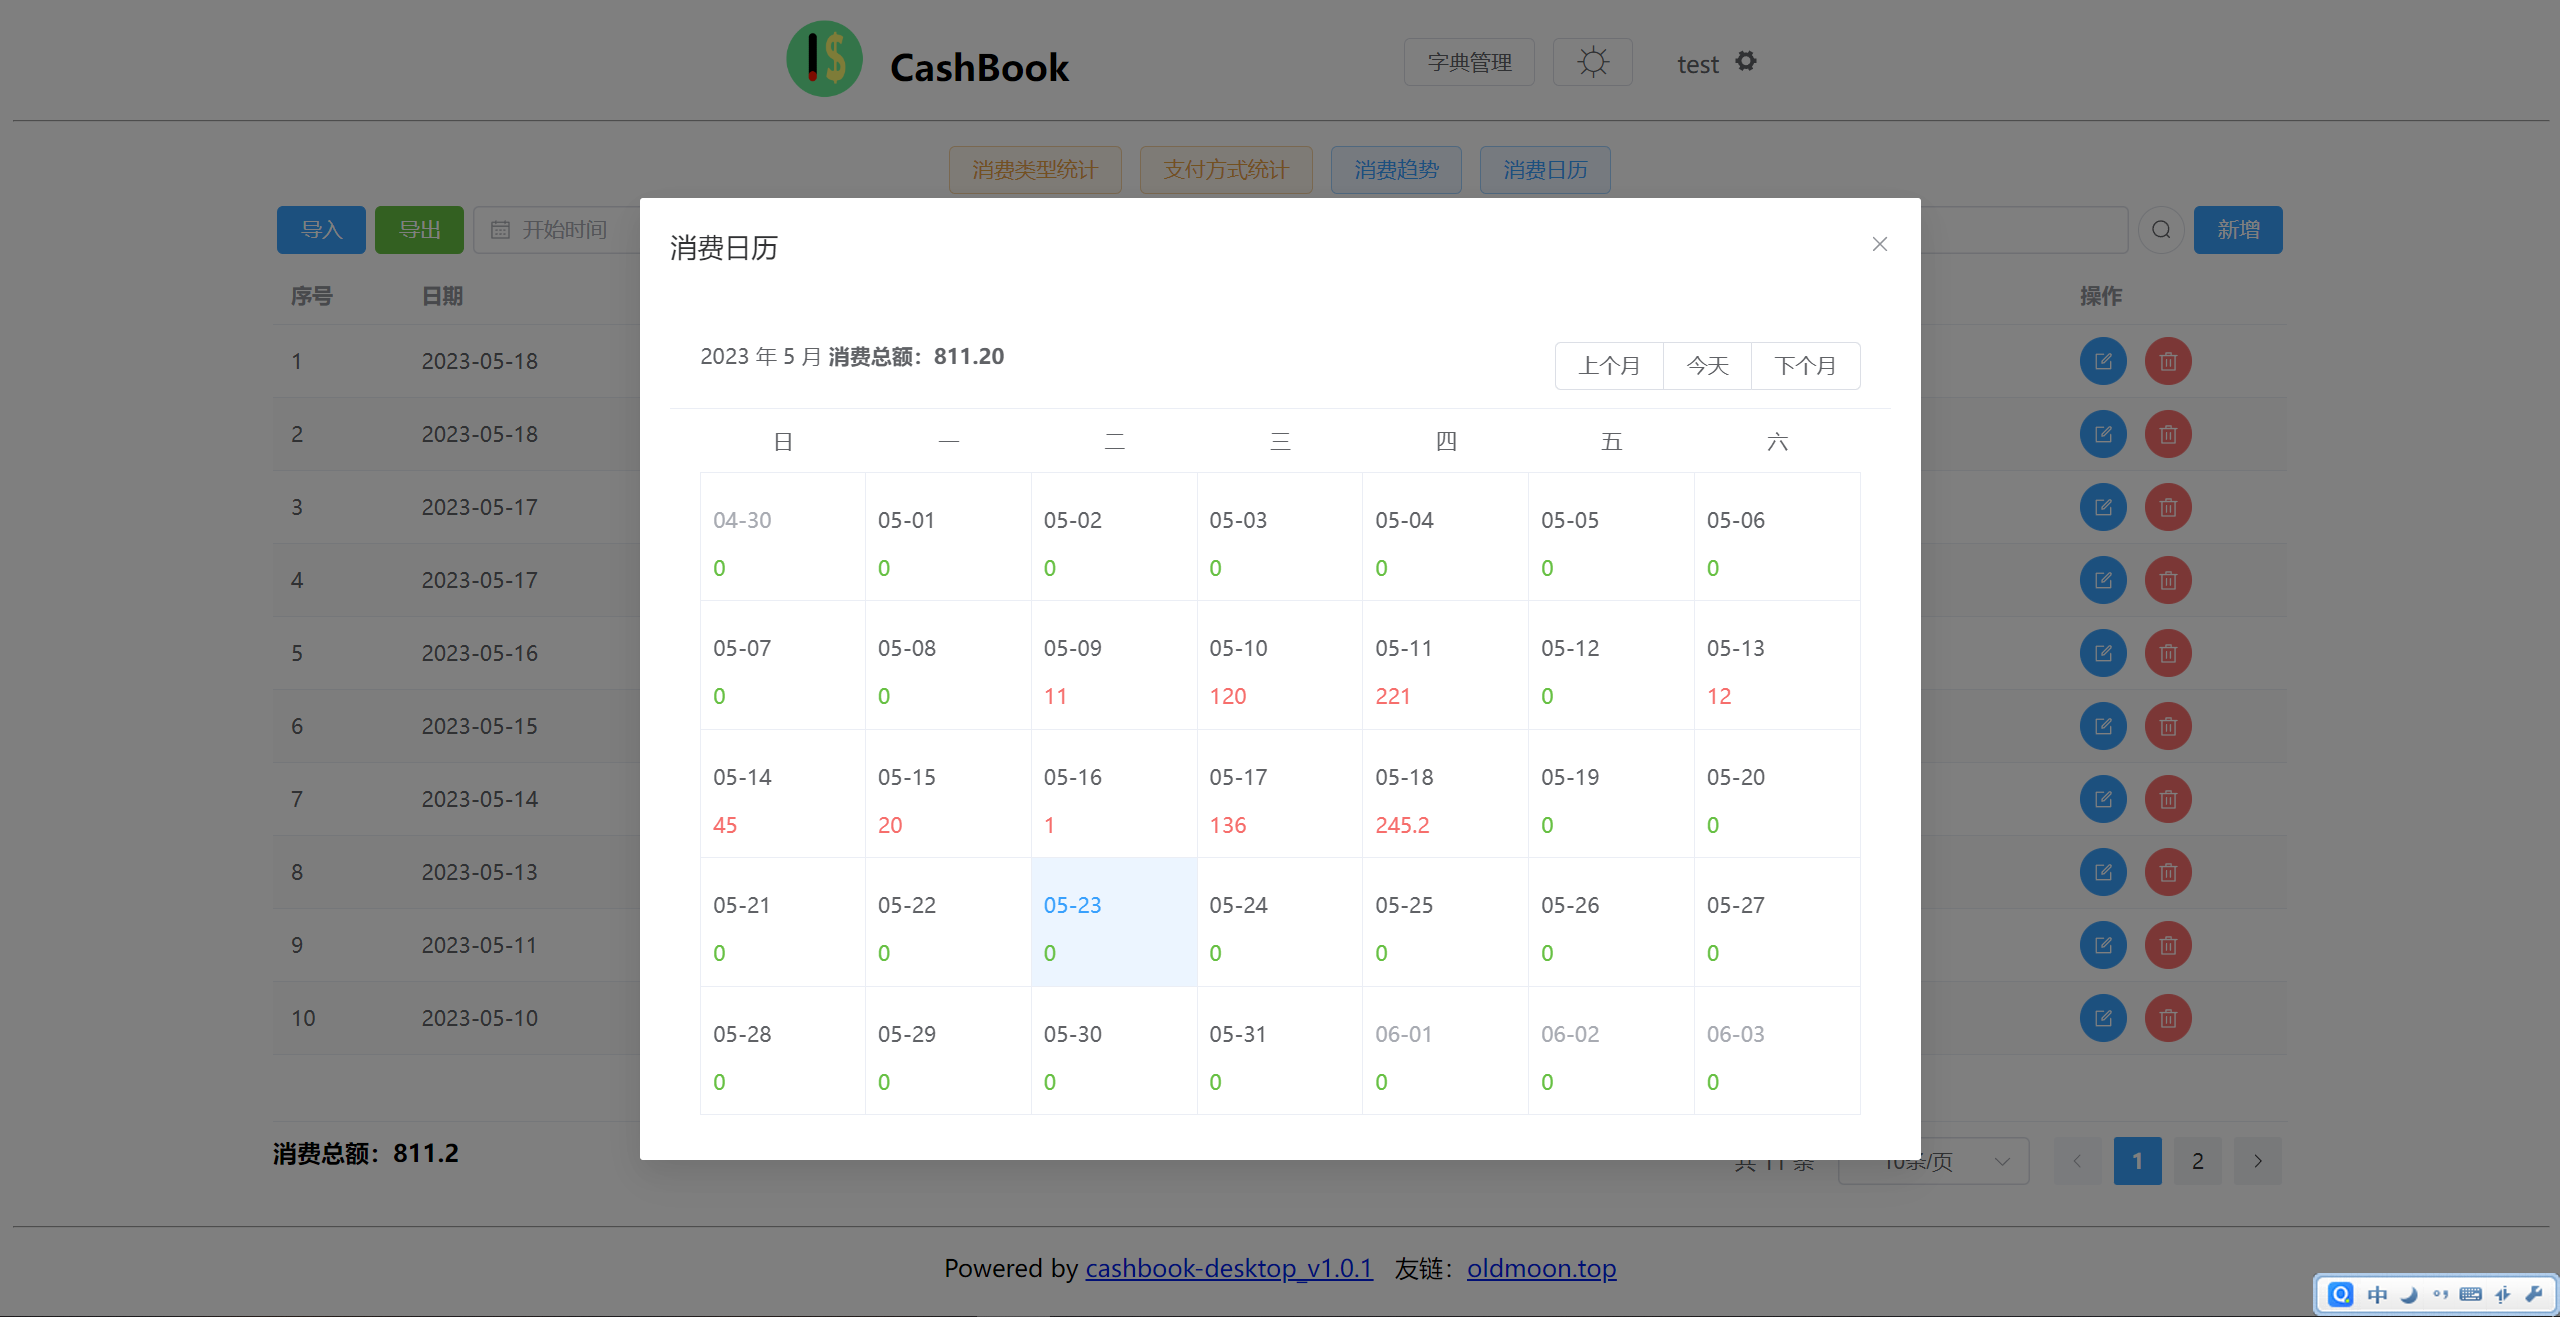 CashBook
字典管理
test
消费类型统计 支付方式统计 消费趋势 消费日历
导入 导出 开始时间
新增
序号 日期 操作
1 2023-05-18
2 2023-05-18
3 2023-05-17
4 2023-05-17
5 2023-05-16
6 2023-05-15
7 2023-05-14
8 2023-05-13
9 2023-05-11
10 2023-05-10
消费日历
2023 年 5 月 消费总额：811.20
上个月 今天 下个月
日 一 二 三 四 五 六
04-30 05-01 05-02 05-03 05-04 05-05 05-06
0 0 0 0 0 0 0
05-07 05-08 05-09 05-10 05-11 05-12 05-13
0 0 11 120 221 0 12
05-14 05-15 05-16 05-17 05-18 05-19 05-20
45 20 1 136 245.2 0 0
05-21 05-22 05-23 05-24 05-25 05-26 05-27
0 0 0 0 0 0 0
05-28 05-29 05-30 05-31 06-01 06-02 06-03
0 0 0 0 0 0 0
消费总额：811.2
共 11 条 10条/页 1 2
Powered by cashbook-desktop_v1.0.1 友链：oldmoon.top
中